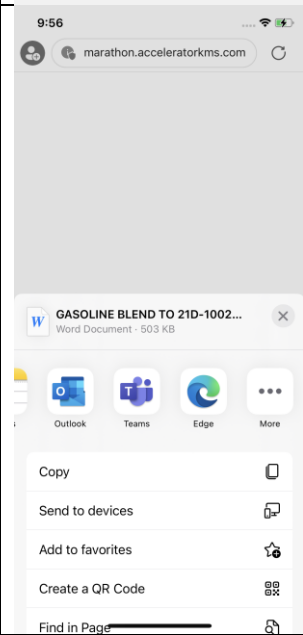 9:56
marathon.acceleratorkms.com
W GASOLINE BLEND TO 21D-1002...
Word Document · 503 KB
s Outlook Teams Edge More
Copy
Send to devices
Add to favorites
Create a QR Code
Find in Page